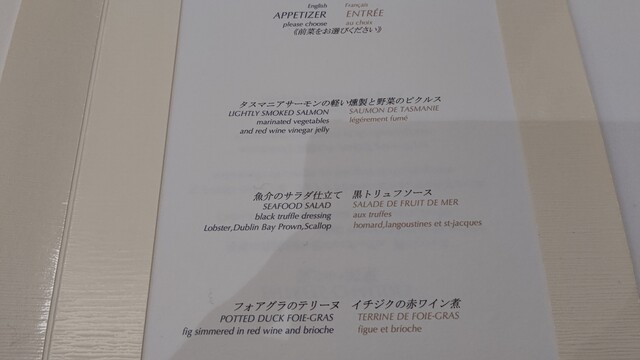 English Français
APPETIZER ENTRÉE
please choose au choix
《前菜をお選びください》
タスマニアサーモンの軽い燻製と野菜のピクルス
LIGHTLY SMOKED SALMON SAUMON DE TASMANIE
marinated vegetables légèrement fumé
and red wine vinegar jelly
魚介のサラダ仕立て 黒トリュフソース
SEAFOOD SALAD SALADE DE FRUIT DE MER
black truffle dressing aux truffes
Lobster,Dublin Bay Prown,Scallop homard,langoustines et st-jacques
フォアグラのテリーヌ イチジクの赤ワイン煮
POTTED DUCK FOIE-GRAS TERRINE DE FOIE-GRAS
fig simmered in red wine and brioche figue et brioche